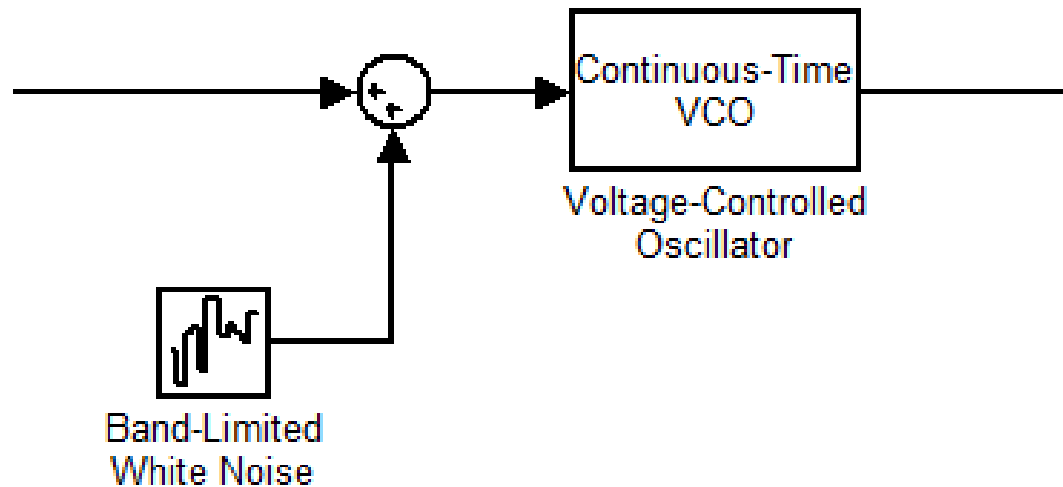 Continuous-Time
VCO
Voltage-Controlled
Oscillator
Band-Limited
White Noise